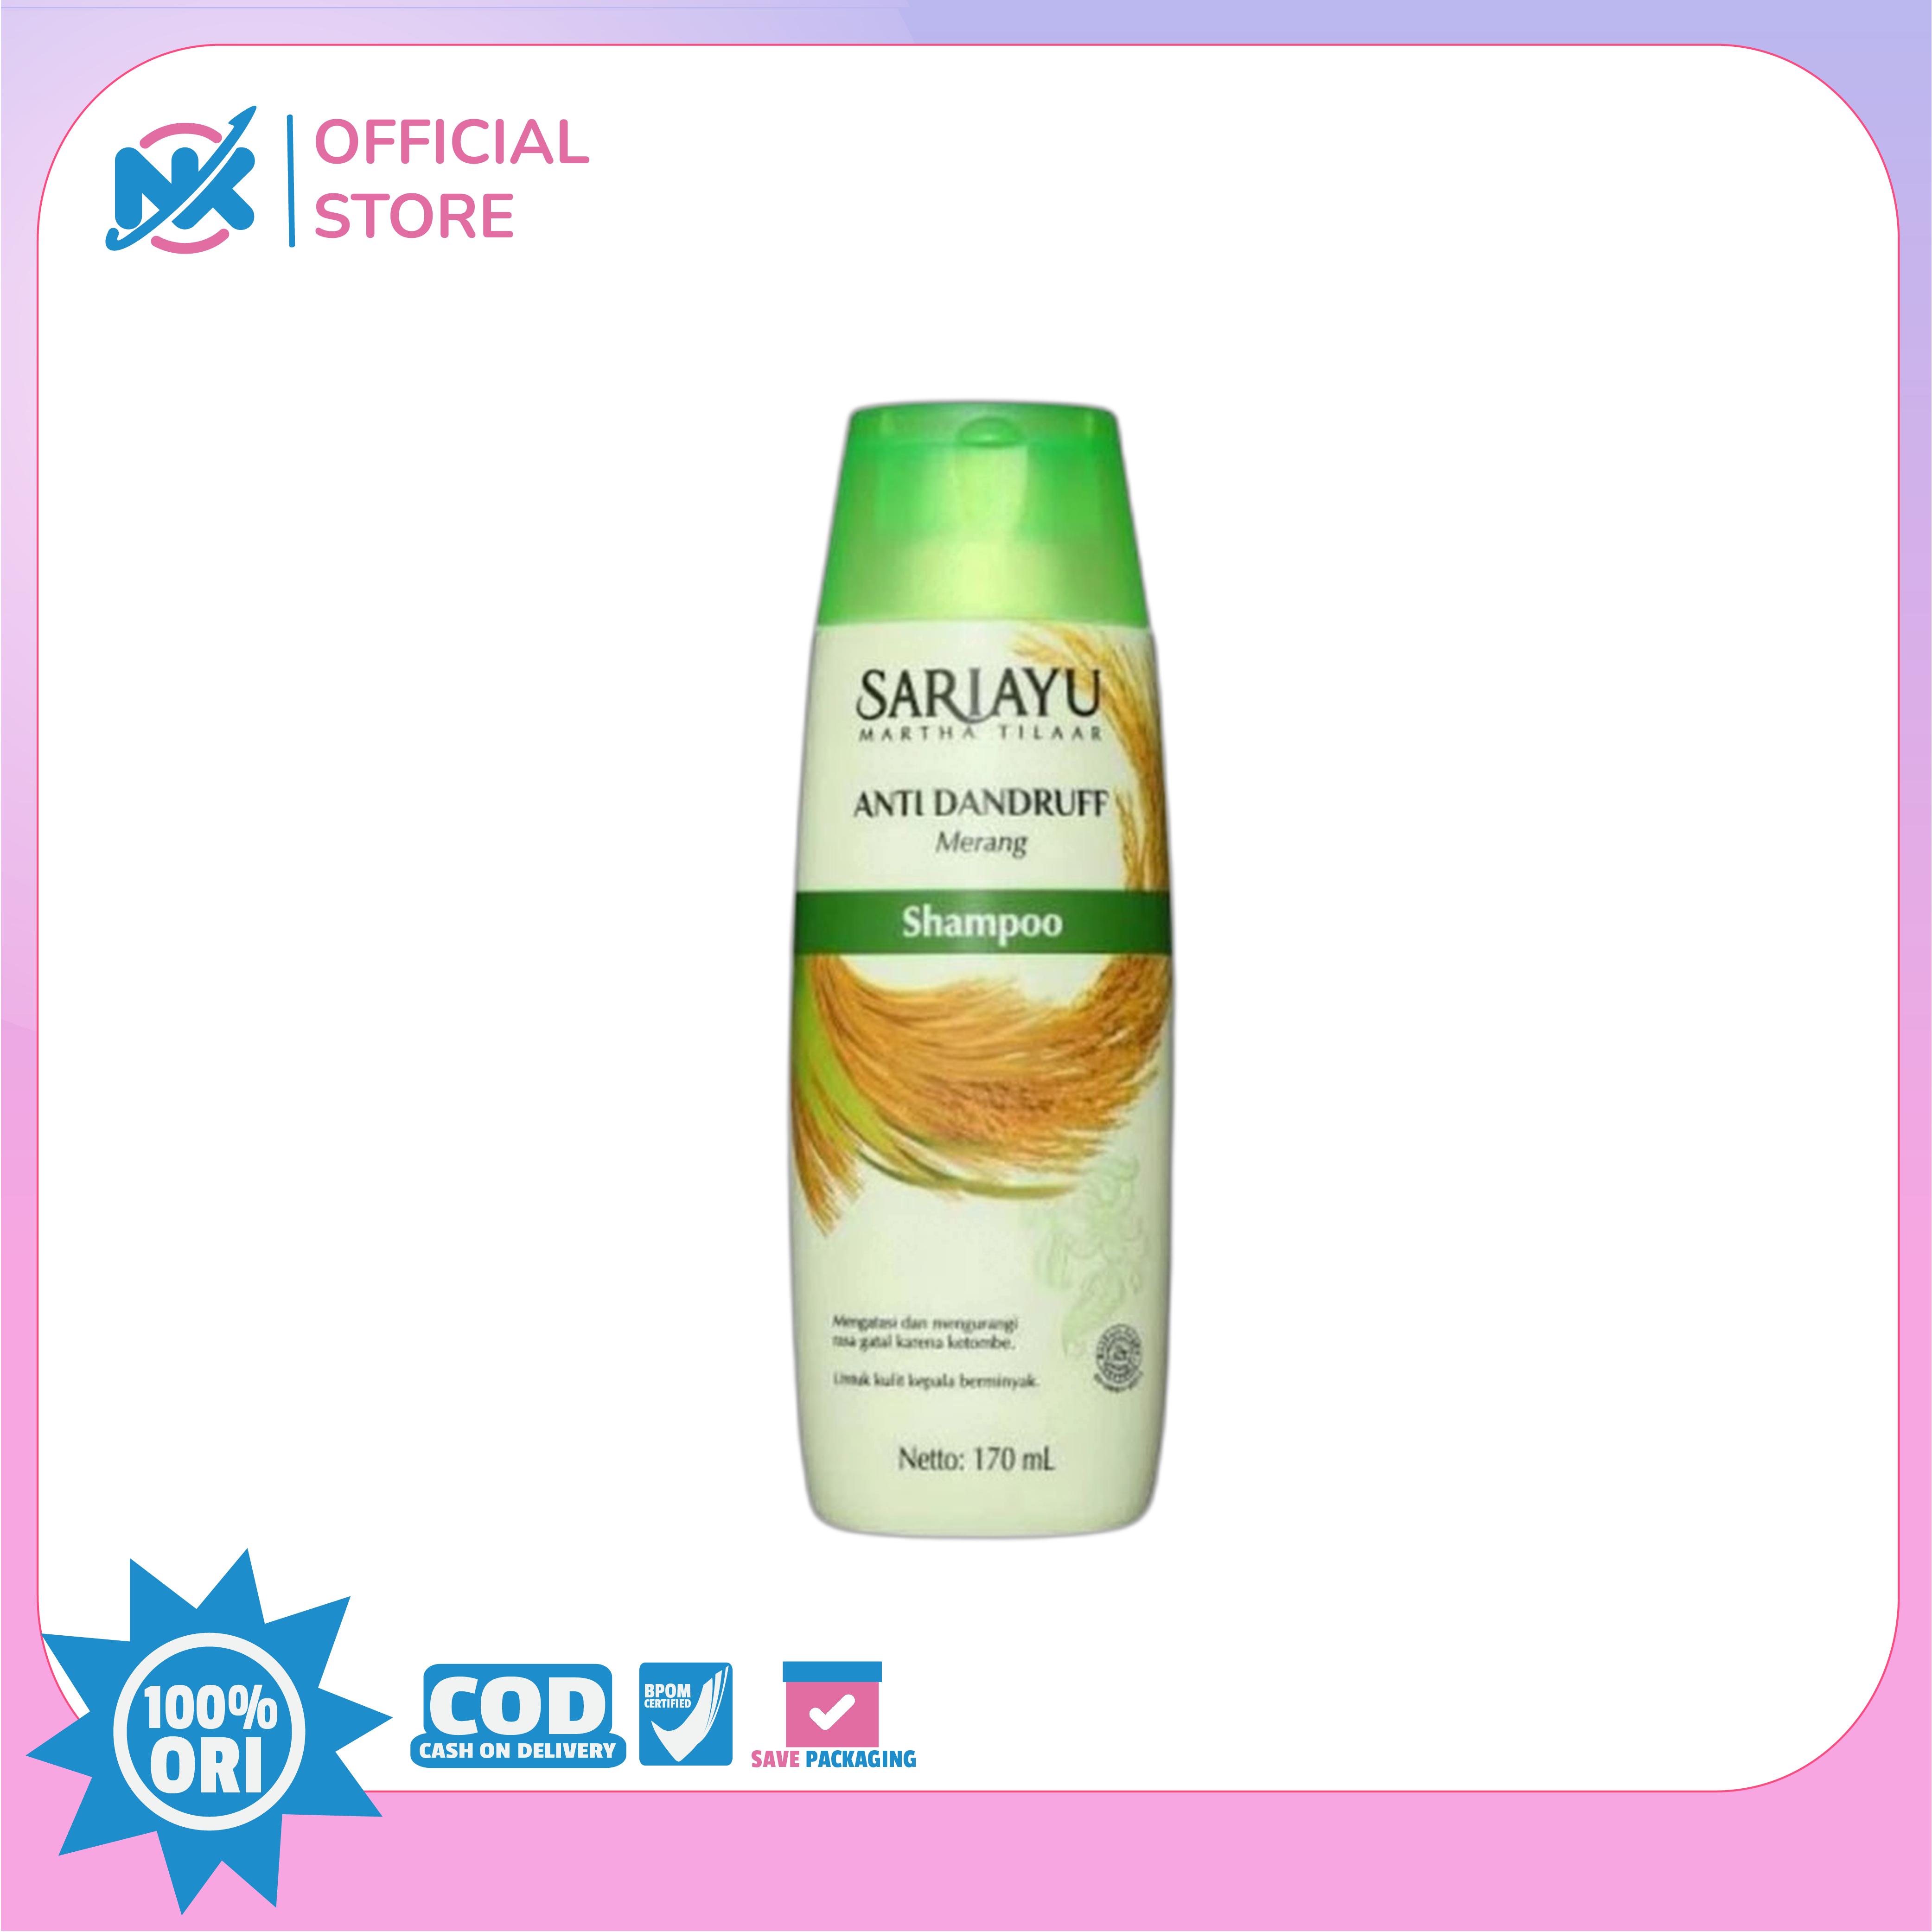 NK
OFFICIAL
STORE
SARIAYU
MARTHA TILAAR
ANTI DANDRUFF
Merang
Shampoo
Mengatasi dan mengurangi
rasa gatal karena ketombe.
Untuk kulit kepala berminyak.
Netto: 170 mL
100%
ORI
COD
CASH ON DELIVERY
BPOM
CERTIFIED
SAVE PACKAGING